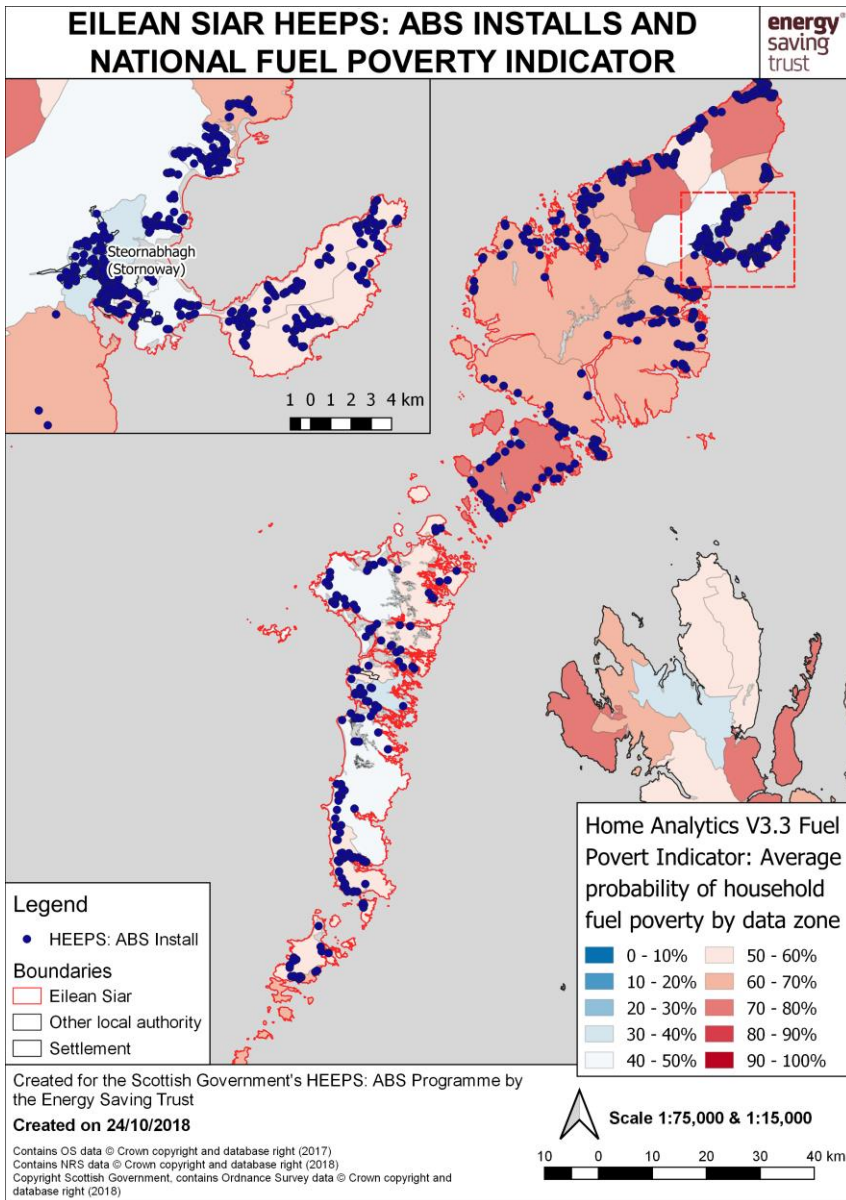 EILEAN SIAR HEEPS: ABS INSTALLS AND
NATIONAL FUEL POVERTY INDICATOR
energy®
saving
trust
Steornabhagh
(Stornoway)
1 0 1 2 3 4 km
Home Analytics V3.3 Fuel
Povert Indicator: Average
probability of household
fuel poverty by data zone
0 - 10%
10 - 20%
20 - 30%
30 - 40%
40 - 50%
50 - 60%
60 - 70%
70 - 80%
80 - 90%
90 - 100%
Legend
HEEPS: ABS Install
Boundaries
Eilean Siar
Other local authority
Settlement
Created for the Scottish Government's HEEPS: ABS Programme by
the Energy Saving Trust
Created on 24/10/2018
Contains OS data © Crown copyright and database right (2017)
Contains NRS data © Crown copyright and database right (2018)
Copyright Scottish Government, contains Ordnance Survey data © Crown copyright and
database right (2018)
Scale 1:75,000 & 1:15,000
10 0 10 20 30 40 km